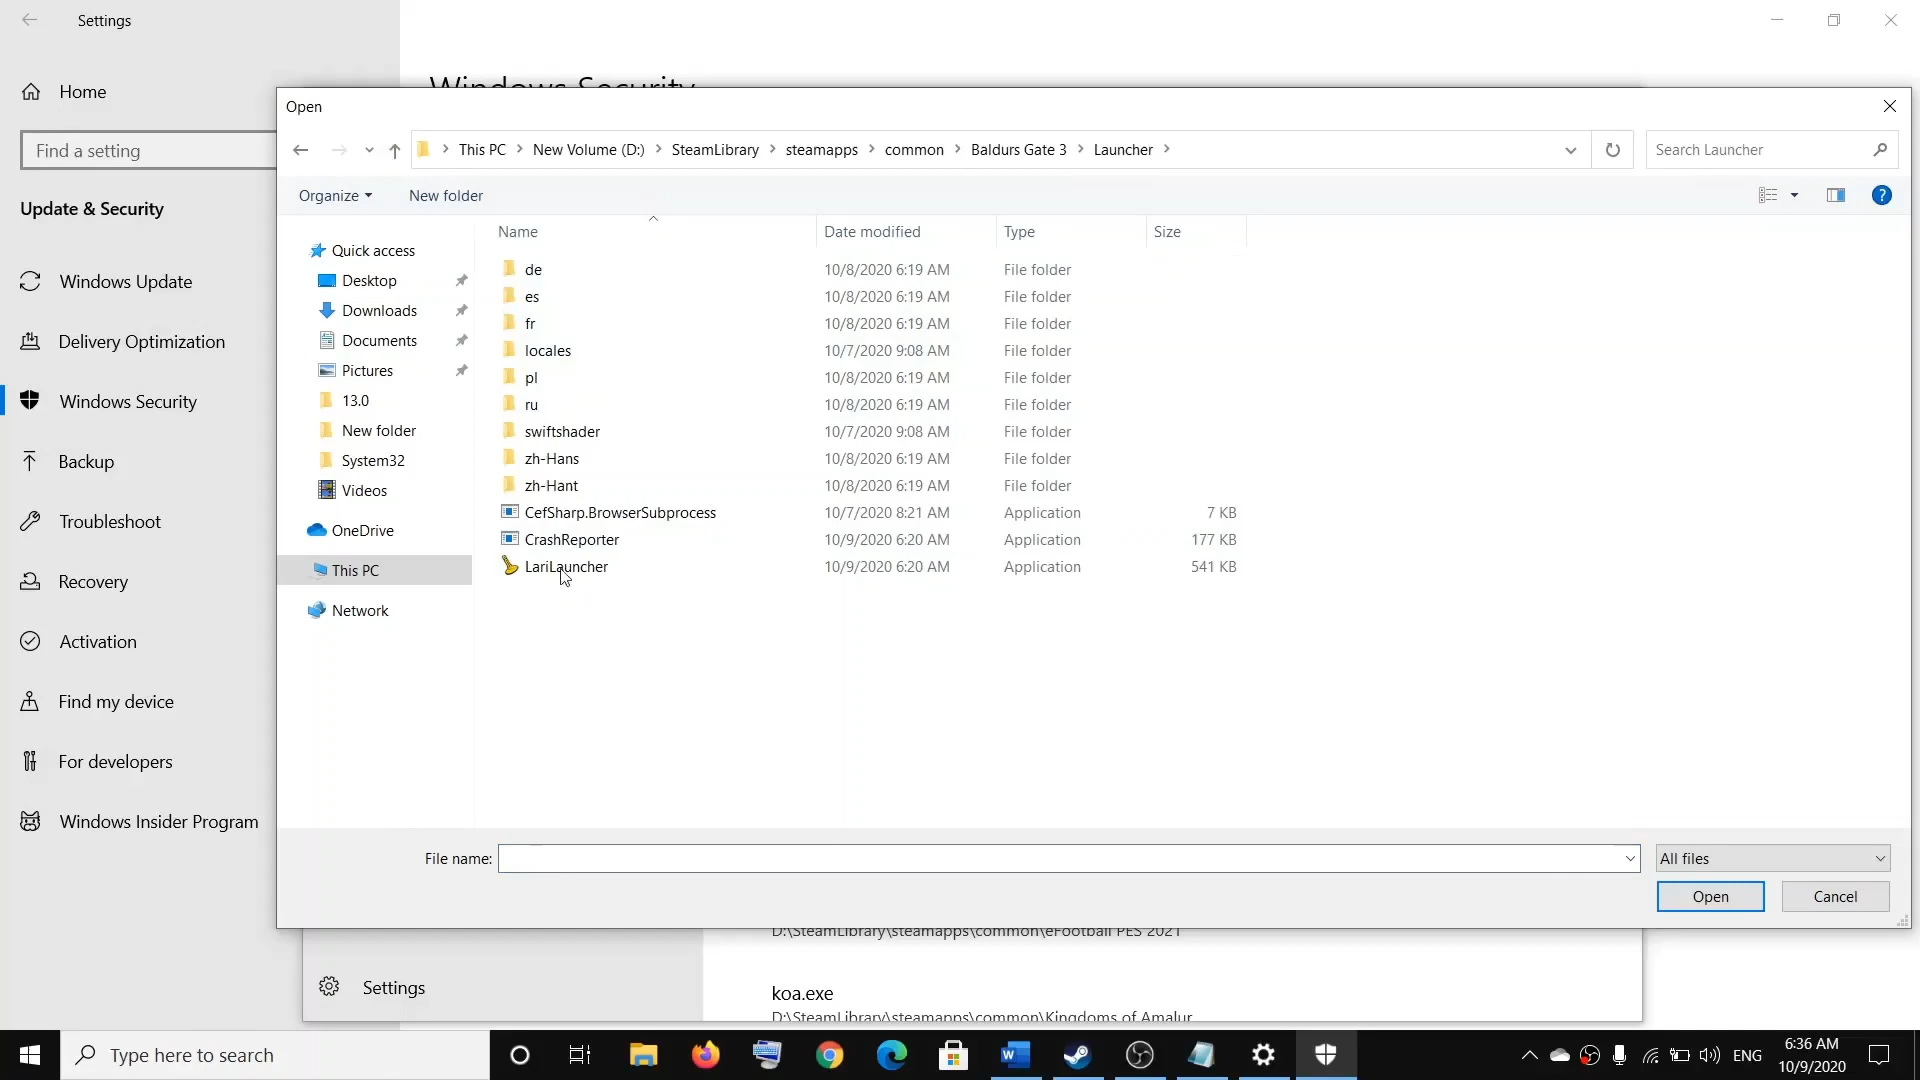 Settings
Home
Find a setting
Update & Security
Windows Update
Delivery Optimization
Windows Security
Backup
Troubleshoot
Recovery
Activation
Find my device
For developers
Windows Insider Program
Windows Security
Open
This PC > New Volume (D:) > SteamLibrary > steamapps > common > Baldurs Gate 3 > Launcher >
Search Launcher
Organize
New folder
Quick access
Desktop
Downloads
Documents
Pictures
13.0
New folder
System32
Videos
OneDrive
This PC
Network
Name Date modified Type Size
de 10/8/2020 6:19 AM File folder
es 10/8/2020 6:19 AM File folder
fr 10/8/2020 6:19 AM File folder
locales 10/7/2020 9:08 AM File folder
pl 10/8/2020 6:19 AM File folder
ru 10/8/2020 6:19 AM File folder
swiftshader 10/7/2020 9:08 AM File folder
zh-Hans 10/8/2020 6:19 AM File folder
zh-Hant 10/8/2020 6:19 AM File folder
CefSharp.BrowserSubprocess 10/7/2020 8:21 AM Application 7 KB
CrashReporter 10/9/2020 6:20 AM Application 177 KB
LariLauncher 10/9/2020 6:20 AM Application 541 KB
File name:
All files
Open
Cancel
D:\SteamLibrary\steamapps\common\eFootball PES 2021
Settings
koa.exe
D:\SteamLibrary\steamapps\common\Kingdoms of Amalur
Type here to search
ENG
6:36 AM
10/9/2020